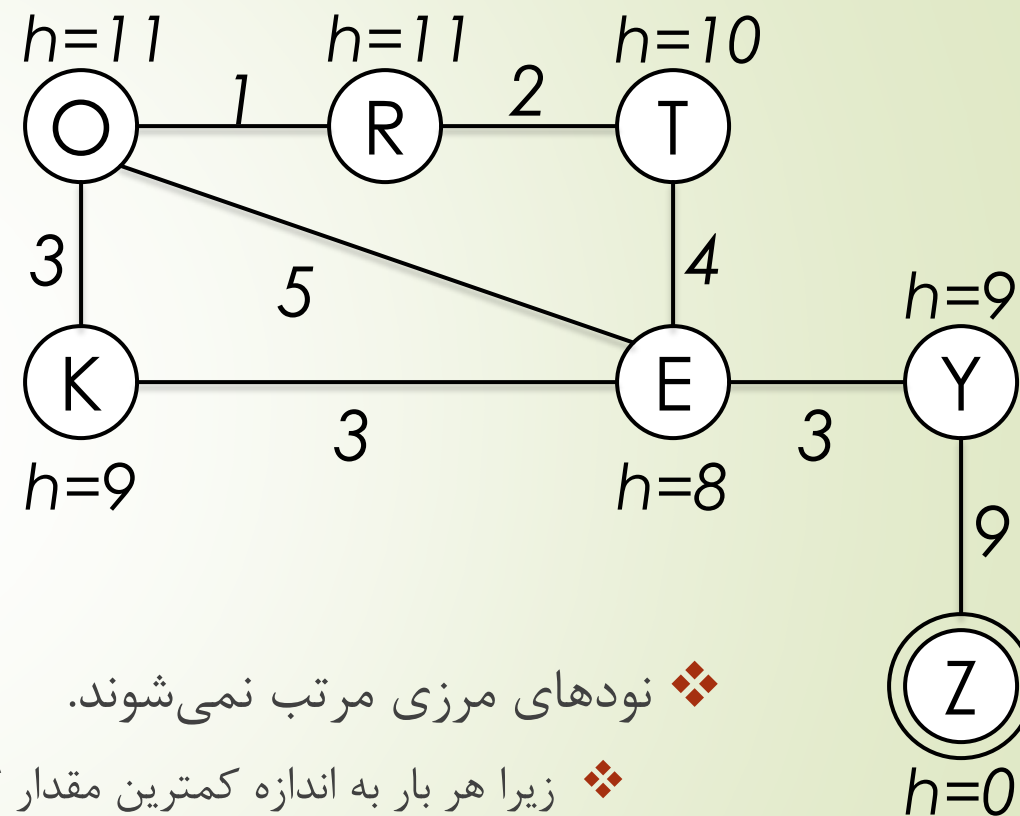 h=11 h=11 h=10
O 1 R 2 T
3 5 4 h=9
K 3 E 3 Y
h=9 h=8 9
Z
h=0
نودهای مرزی مرتب نمی‌شوند.
زیرا هر بار به اندازه کمترین مقدار